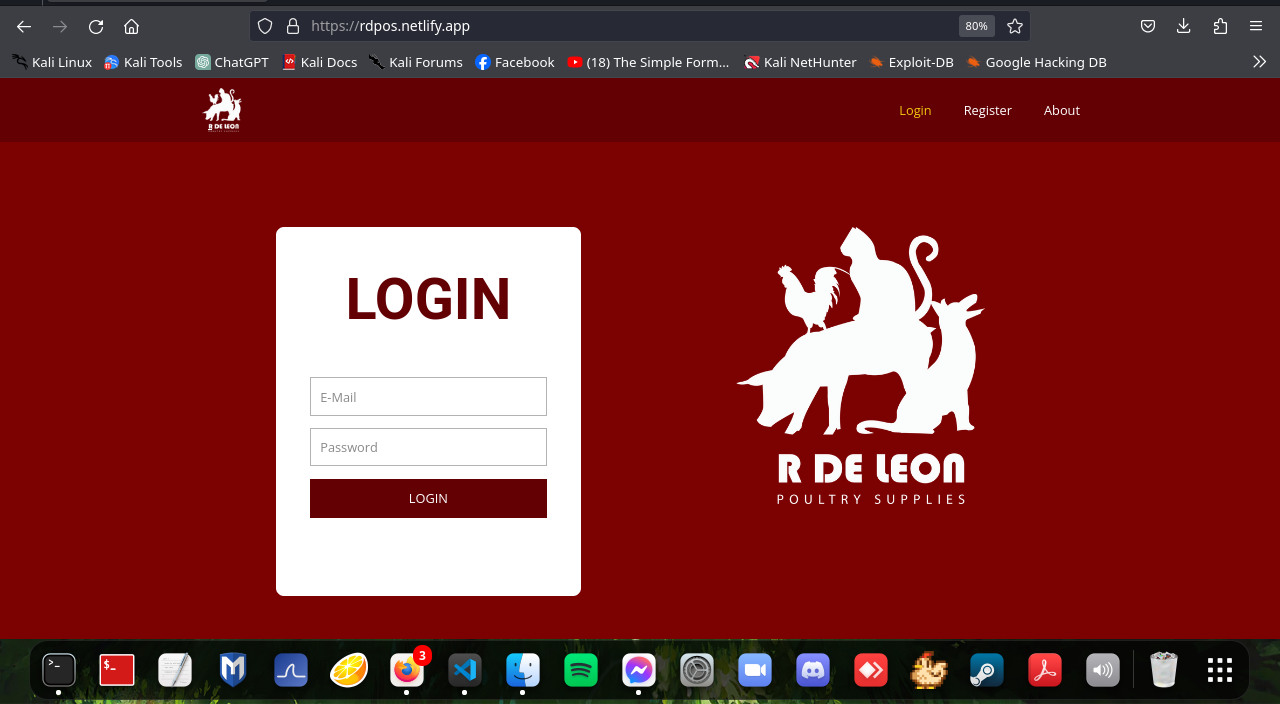 https://rdpos.netlify.app
80%
Kali Linux
Kali Tools
ChatGPT
Kali Docs
Kali Forums
Facebook
(18) The Simple Form...
Kali NetHunter
Exploit-DB
Google Hacking DB
R DE LEON
Login
Register
About
LOGIN
E-Mail
Password
LOGIN
R DE LEON
POULTRY SUPPLIES
>_
$_
3